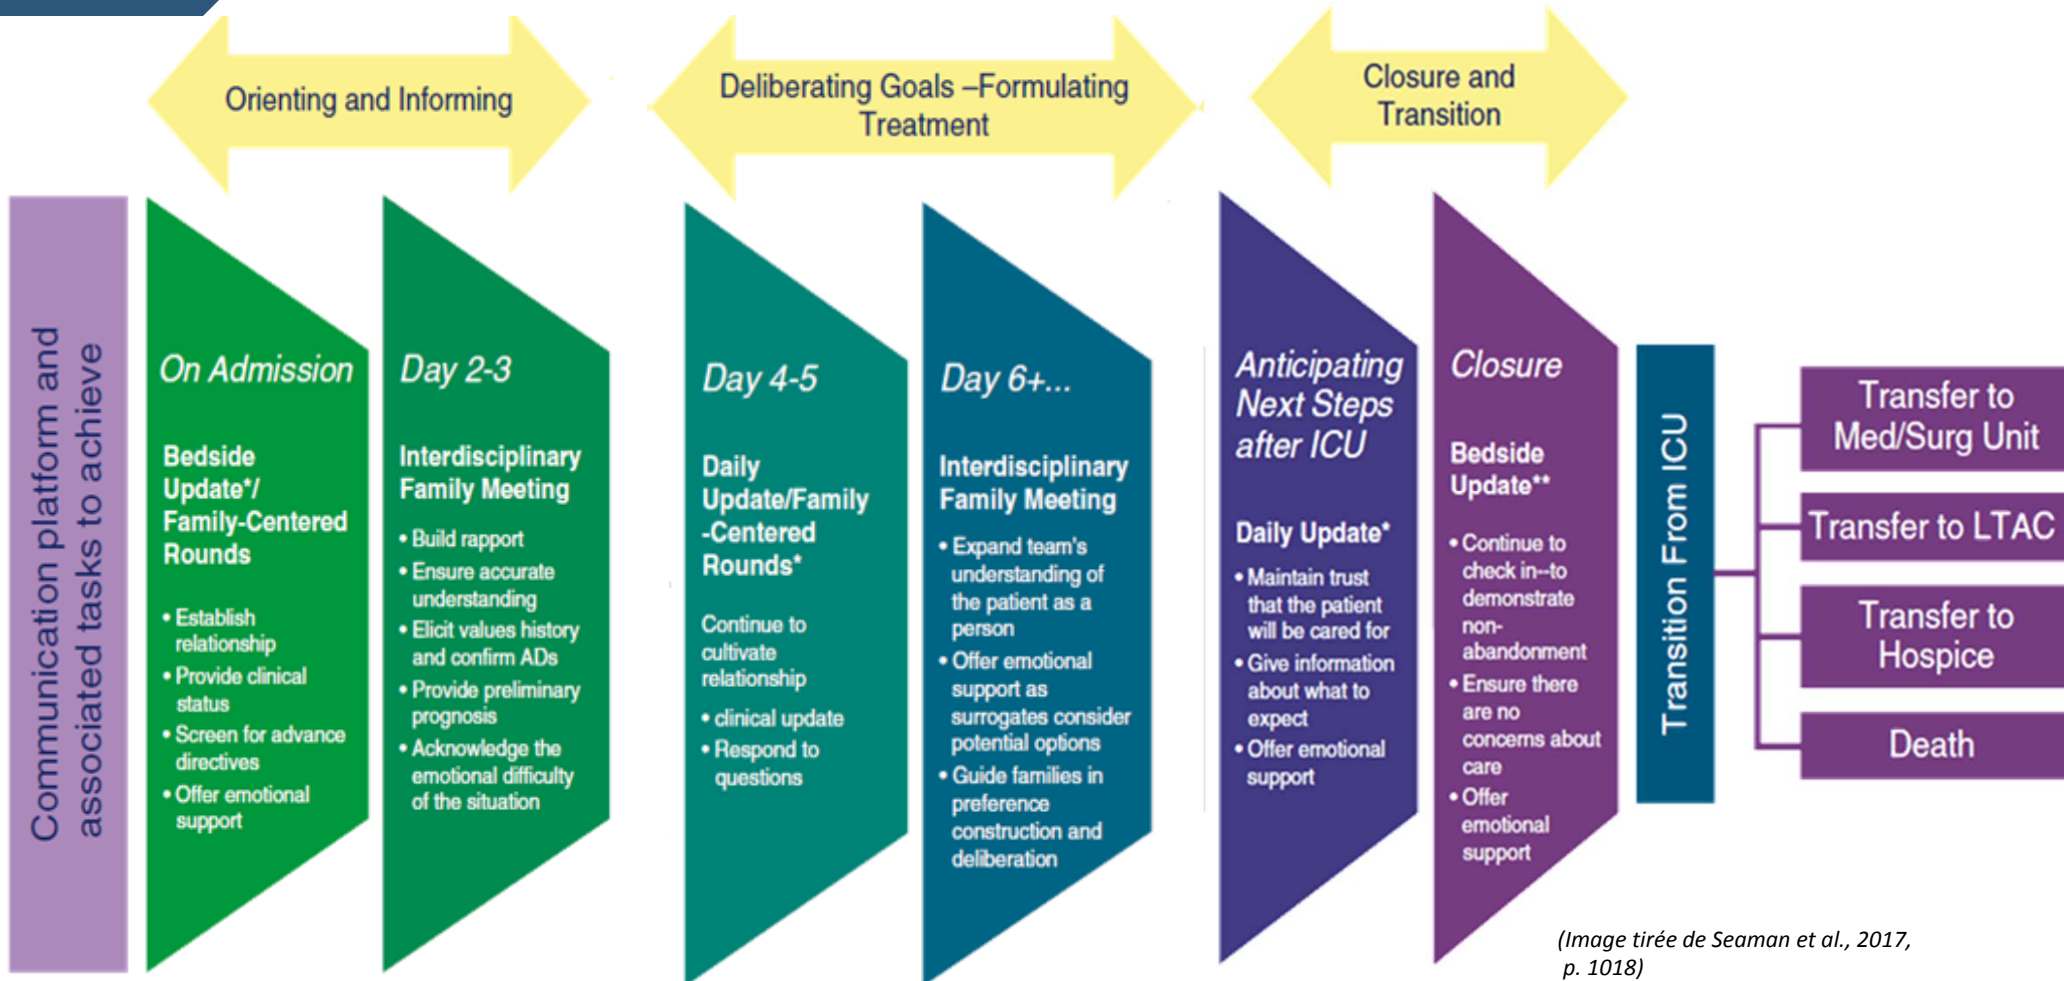 Orienting and Informing
Deliberating Goals –Formulating
Treatment
Closure and
Transition
Communication platform and
associated tasks to achieve
On Admission
Bedside
Update*/
Family-Centered
Rounds
• Establish
relationship
• Provide clinical
status
• Screen for advance
directives
• Offer emotional
support
Day 2-3
Interdisciplinary
Family Meeting
• Build rapport
• Ensure accurate
understanding
• Elicit values history
and confirm ADs
• Provide preliminary
prognosis
• Acknowledge the
emotional difficulty
of the situation
Day 4-5
Daily
Update/Family
-Centered
Rounds*
Continue to
cultivate
relationship
• clinical update
• Respond to
questions
Day 6+...
Interdisciplinary
Family Meeting
• Expand team's
understanding of
the patient as a
person
• Offer emotional
support as
surrogates consider
potential options
• Guide families in
preference
construction and
deliberation
Anticipating
Next Steps
after ICU
Daily Update*
• Maintain trust
that the patient
will be cared for
• Give information
about what to
expect
• Offer emotional
support
Closure
Bedside
Update**
• Continue to
check in--to
demonstrate
non-
abandonment
• Ensure there
are no
concerns about
care
• Offer
emotional
support
Transition From ICU
Transfer to
Med/Surg Unit
Transfer to LTAC
Transfer to
Hospice
Death
(Image tirée de Seaman et al., 2017,
p. 1018)